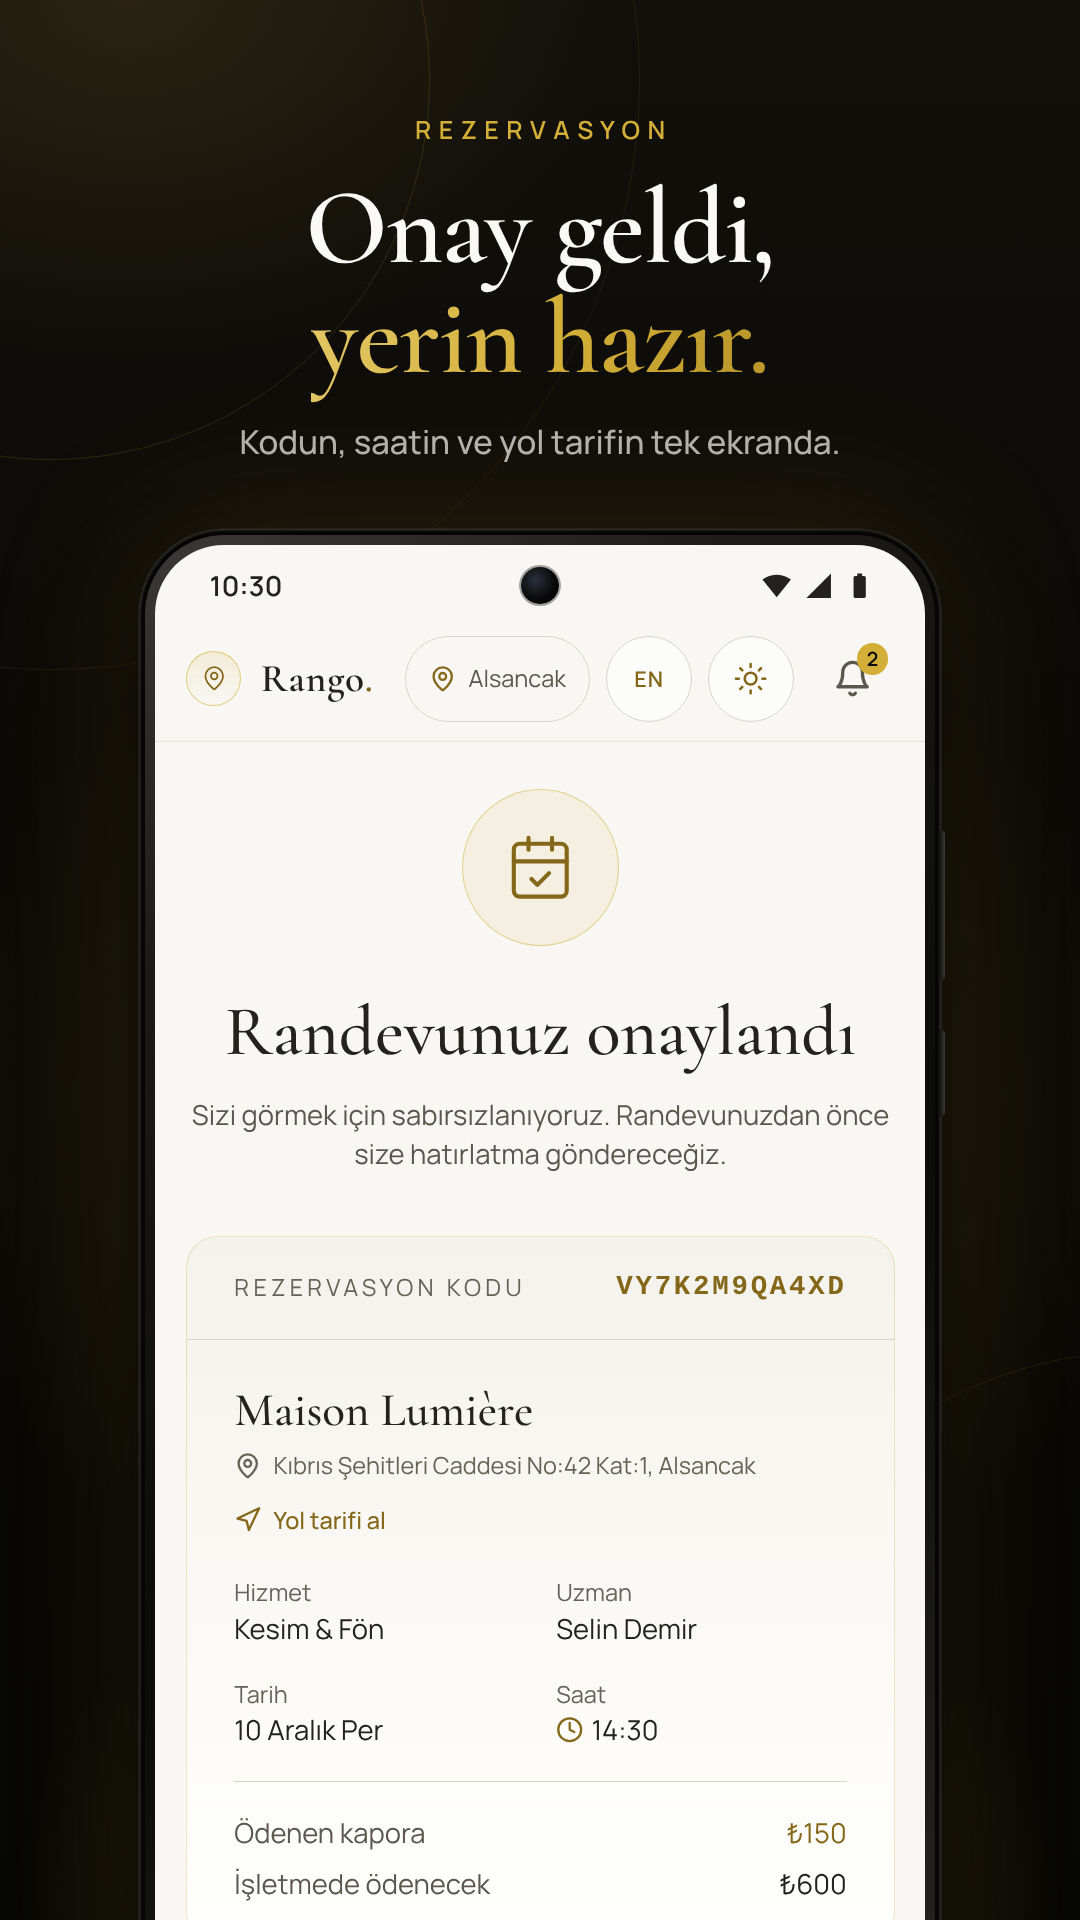 REZERVASYON
Onay geldi,
yerin hazır.
Kodun, saatin ve yol tarifin tek ekranda.
10:30
Rango.
Alsancak
EN
2
Randevunuz onaylandı
Sizi görmek için sabırsızlanıyoruz. Randevunuzdan önce
size hatırlatma göndereceğiz.
REZERVASYON KODU VY7K2M9QA4XD
Maison Lumière
Kıbrıs Şehitleri Caddesi No:42 Kat:1, Alsancak
Yol tarifi al
Hizmet Uzman
Kesim & Fön Selin Demir
Tarih Saat
10 Aralık Per 14:30
Ödenen kapora ₺150
İşletmede ödenecek ₺600